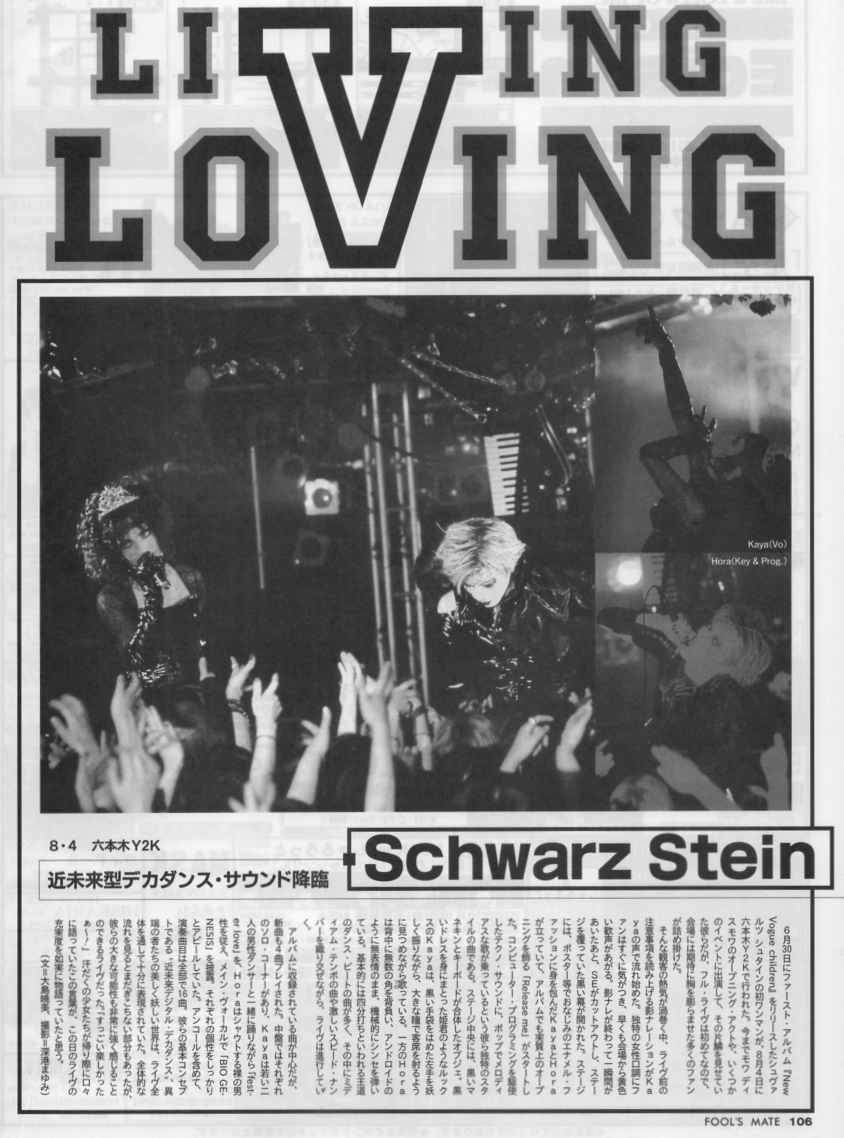 LIVING
LOVING
Kaya(Vo)
Hora(Key & Prog.)
8・4 六本木Y2K
近未来型デカダンス・サウンド降臨
Schwarz Stein
6月30日にファースト・アルバム『New
Vogue children』をリリースしたシュヴァ
ルツ シュタインの初ワンマンが、8月4日に
六本木Y2Kで行われた。今までモワ ディ
スモワのオープニング・アクトや、いくつか
のイベントに出演して、その片鱗を見せてい
た彼らだが、フル・ライヴは初めてなので、
会場には期待に胸を膨らませた多くのファン
が詰め掛けた。
そんな観客の熱気が渦巻く中、ライヴ前の
注意事項を読み上げる影ナレーションがKa
yaの声で流れ始めた。独特の女性口調にフ
ァンはすぐに気がつき、早くも会場から黄色
い歓声があがる。影ナレが終わって一瞬間が
あいたあと、SEがカットアウトし、ステー
ジを覆っていた黒い幕が開かれた。ステージ
には、ポスター等でおなじみのエナメル・フ
ァッションに身を包んだKayaとHora
が立っていて、アルバムでも実質上のオープ
ニングを飾る「Release me」がスタートし
た。コンピューター・プログラミングを駆使
したテクノ・サウンドに、ポップでメロディ
アスな歌が乗っているという彼ら独特のスタ
イルの曲である。ステージ中央には、黒いマ
ネキンとキーボードが合体したオブジェ。黒
いドレスを身にまとった姫君のようなルック
スのKayaは、黒い手袋をはめた左手を妖
しく振りながら、大きな瞳で客席を射るよう
に見つめながら歌っている。一方のHora
は背中に無数の角を背負い、アンドロイドの
ように無表情のまま、機械的にシンセを弾い
ている。基本的には四分打ちといわれる王道
のダンス・ビートの曲が多く、その中にミデ
ィアム・テンポの曲や激しいスピード・ナン
バーを織り交ぜながら、ライヴは進行してい
く。
アルバムに収録されている曲が中心だが、
新曲も4曲プレイされた。中盤ではそれぞれ
のソロ・コーナーがあり、Kayaは若い二
人の男性ダンサーと一緒に踊りながら「fest-
er love」を、Horaはシャウトする裸の男
性を従え、メイン・ヴォーカルで「BIO GE-
NESIS」を披露。それぞれの個性をしっかり
とアピールしていた。アンコールを含めて、
演奏曲目は全部で16曲。彼らの基本コンセプ
トである“近未来デジタル・デカダンス”、異
端の者たちの美しく妖しい世界は、ライヴ全
体を通して十分に表現されていた。全体的な
流れを見るとまだぎこちない部分もあったが、
彼らの大きな可能性も非常に強く感じること
のできるライヴだった。「すっごい楽しかった
ぁ〜!」 汗だくの少女たちが帰り際に口々
に語っていたこの言葉が、この日のライヴの
充実度を如実に物語っていたと思う。
(文=大島暁美、撮影=深港まゆみ)
FOOL'S MATE 106